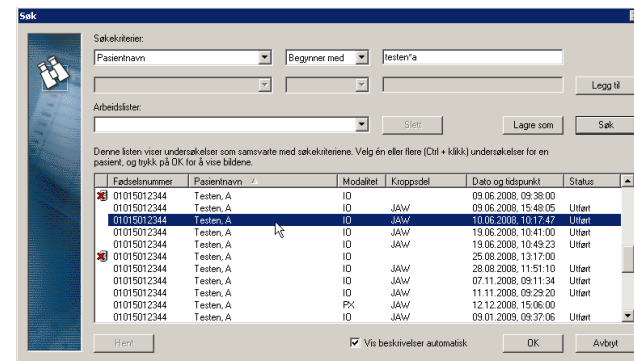 Søk
Søkekriterier:
Pasientnavn Begynner med testen*a
Legg til
Arbeidslister:
Slett Lagre som Søk
Denne listen viser undersøkelser som samsvarte med søkekriteriene. Velg én eller flere (Ctrl + klikk) undersøkelser for en
pasient, og trykk på OK for å vise bildene.
Fødselsnummer Pasientnavn Modalitet Kroppsdel Dato og tidspunkt Status
01015012344 Testen, A IO 09.06.2008, 09:38:00
01015012344 Testen, A IO JAW 09.06.2008, 15:48:05 Utført
01015012344 Testen, A IO JAW 10.06.2008, 10:17:47 Utført
01015012344 Testen, A IO JAW 19.06.2008, 10:41:00 Utført
01015012344 Testen, A IO JAW 19.06.2008, 10:49:23 Utført
01015012344 Testen, A IO 25.08.2008, 13:17:00
01015012344 Testen, A IO JAW 28.08.2008, 11:51:10 Utført
01015012344 Testen, A IO JAW 07.11.2008, 09:11:34 Utført
01015012344 Testen, A IO JAW 11.11.2008, 09:29:20 Utført
01015012344 Testen, A PX JAW 12.12.2008, 15:06:00
01015012344 Testen, A IO JAW 09.01.2009, 09:37:06 Utført
Hent Vis beskrivelser automatisk OK Avbryt